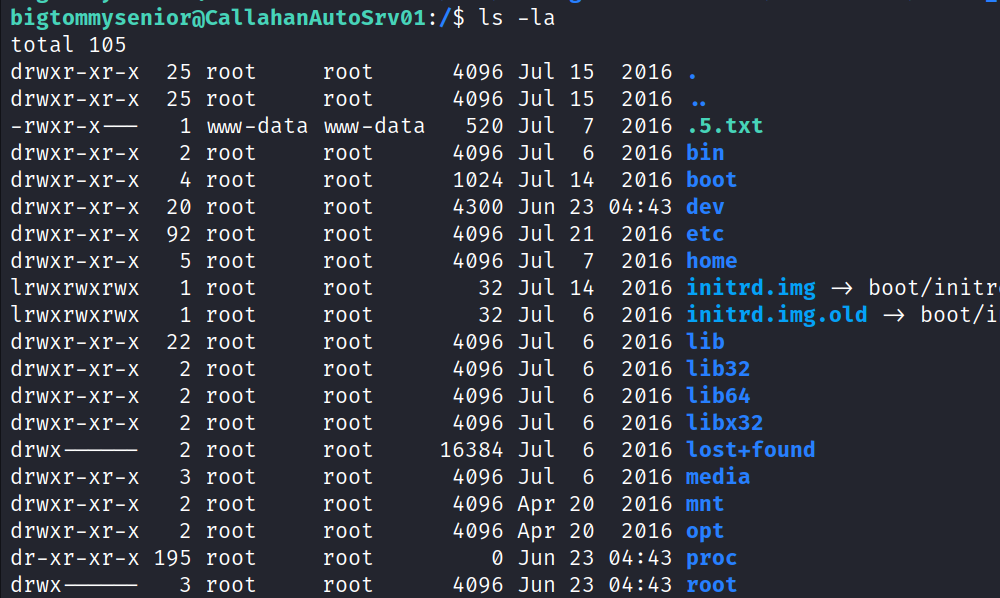 bigtommysenior@CallahanAutoSrv01:/$ ls -la
total 105
drwxr-xr-x  25 root     root      4096 Jul 15  2016 .
drwxr-xr-x  25 root     root      4096 Jul 15  2016 ..
-rwxr-x---   1 www-data www-data   520 Jul  7  2016 .5.txt
drwxr-xr-x   2 root     root      4096 Jul  6  2016 bin
drwxr-xr-x   4 root     root      1024 Jul 14  2016 boot
drwxr-xr-x  20 root     root      4300 Jun 23 04:43 dev
drwxr-xr-x  92 root     root      4096 Jul 21  2016 etc
drwxr-xr-x   5 root     root      4096 Jul  7  2016 home
lrwxrwxrwx   1 root     root        32 Jul 14  2016 initrd.img -> boot/initr
lrwxrwxrwx   1 root     root        32 Jul  6  2016 initrd.img.old -> boot/i
drwxr-xr-x  22 root     root      4096 Jul  6  2016 lib
drwxr-xr-x   2 root     root      4096 Jul  6  2016 lib32
drwxr-xr-x   2 root     root      4096 Jul  6  2016 lib64
drwxr-xr-x   2 root     root      4096 Jul  6  2016 libx32
drwx------   2 root     root     16384 Jul  6  2016 lost+found
drwxr-xr-x   3 root     root      4096 Jul  6  2016 media
drwxr-xr-x   2 root     root      4096 Apr 20  2016 mnt
drwxr-xr-x   2 root     root      4096 Apr 20  2016 opt
dr-xr-xr-x 195 root     root         0 Jun 23 04:43 proc
drwx------   3 root     root      4096 Jun 23 04:43 root